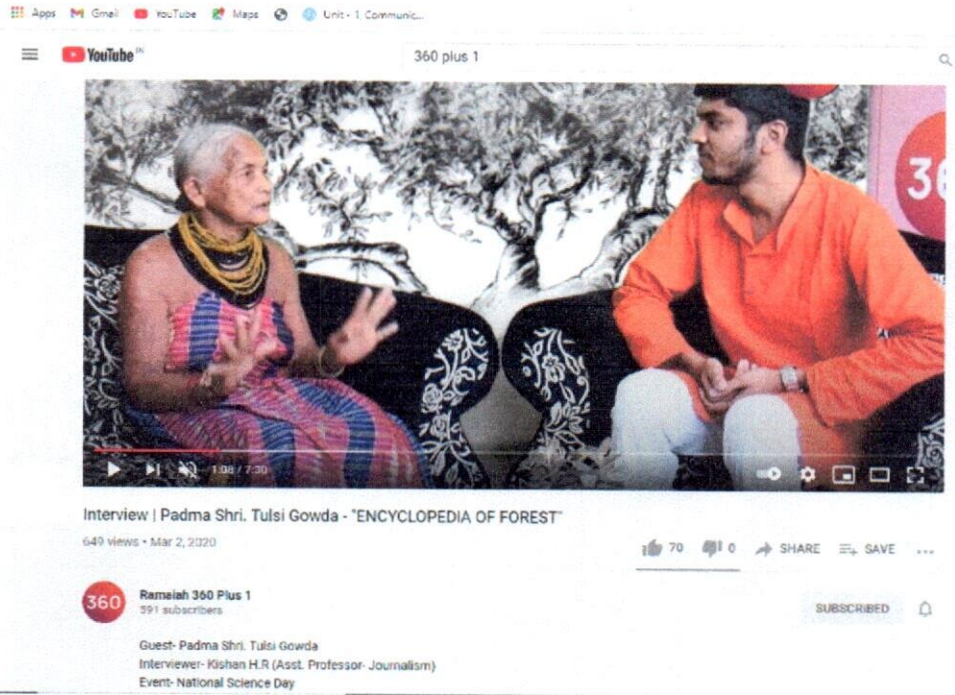 Apps Gmail YouTube Maps Unit - 1 Communic...
YouTube IN
360 plus 1
36
1:08 / 7:30
Interview | Padma Shri. Tulsi Gowda - "ENCYCLOPEDIA OF FOREST"
649 views • Mar 2, 2020
70 0 SHARE SAVE ...
360
Ramaiah 360 Plus 1
591 subscribers
SUBSCRIBED
Guest- Padma Shri. Tulsi Gowda
Interviewer- Kishan H.R (Asst. Professor- Journalism)
Event- National Science Day